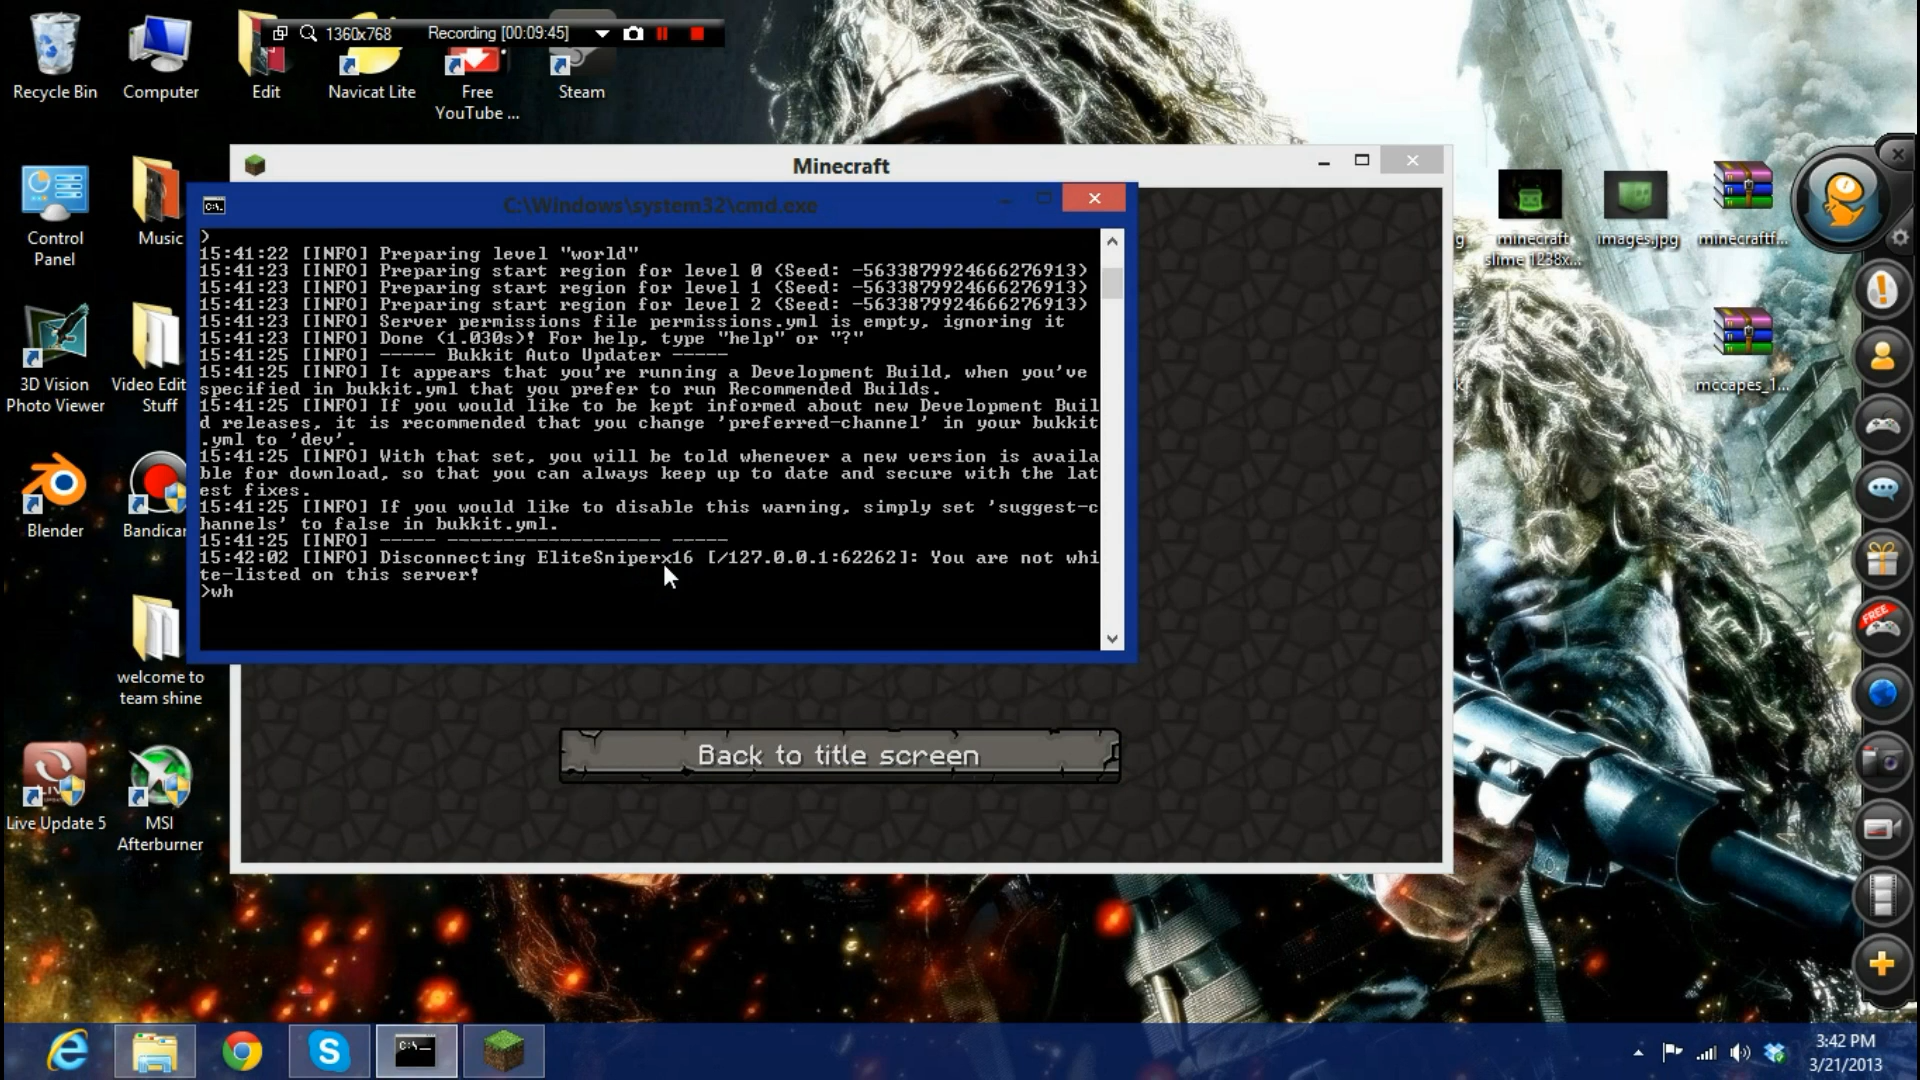 1360x768
Recording [00:09:45]
Recycle Bin
Computer
Edit
Navicat Lite
Free
YouTube ...
Steam
Control
Panel
Music
3D Vision
Photo Viewer
Video Edit
Stuff
Blender
Bandicam
welcome to
team shine
Live Update 5
MSI
Afterburner
Minecraft
C:\Windows\system32\cmd.exe
>
15:41:22 [INFO] Preparing level "world"
15:41:23 [INFO] Preparing start region for level 0 (Seed: -5633879924666276913)
15:41:23 [INFO] Preparing start region for level 1 (Seed: -5633879924666276913)
15:41:23 [INFO] Preparing start region for level 2 (Seed: -5633879924666276913)
15:41:23 [INFO] Server permissions file permissions.yml is empty, ignoring it
15:41:23 [INFO] Done (1.030s)! For help, type "help" or "?"
15:41:25 [INFO] ----- Bukkit Auto Updater -----
15:41:25 [INFO] It appears that you're running a Development Build, when you've
specified in bukkit.yml that you prefer to run Recommended Builds.
15:41:25 [INFO] If you would like to be kept informed about new Development Buil
d releases, it is recommended that you change 'preferred-channel' in your bukkit
.yml to 'dev'.
15:41:25 [INFO] With that set, you will be told whenever a new version is availa
ble for download, so that you can always keep up to date and secure with the lat
est fixes.
15:41:25 [INFO] If you would like to disable this warning, simply set 'suggest-c
hannels' to false in bukkit.yml.
15:41:25 [INFO] ----- ------------------- -----
15:42:02 [INFO] Disconnecting EliteSniperx16 [/127.0.0.1:62262]: You are not whi
te-listed on this server!
>wh
Back to title screen
minecraft
slime 1238x...
images.jpg
minecraftf...
mccapes_1...
FREE
3:42 PM
3/21/2013